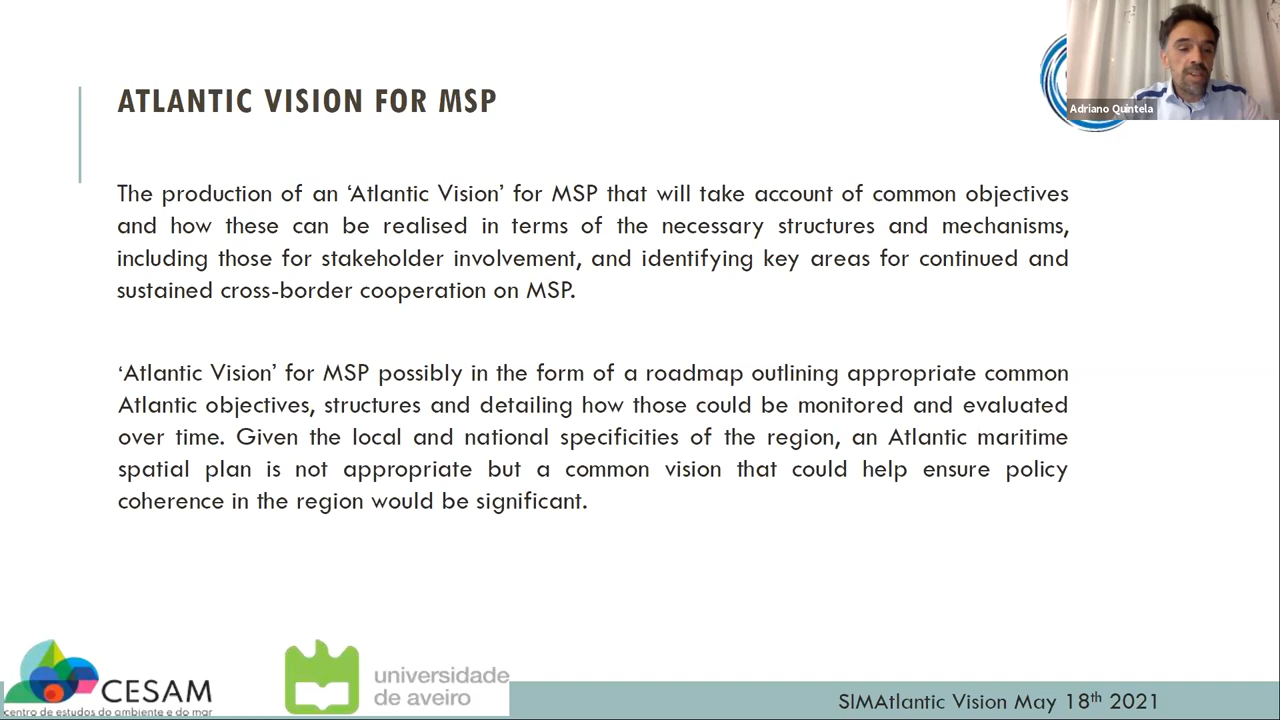 ATLANTIC VISION FOR MSP
Adriano Quintela
The production of an ‘Atlantic Vision’ for MSP that will take account of common objectives
and how these can be realised in terms of the necessary structures and mechanisms,
including those for stakeholder involvement, and identifying key areas for continued and
sustained cross-border cooperation on MSP.
‘Atlantic Vision’ for MSP possibly in the form of a roadmap outlining appropriate common
Atlantic objectives, structures and detailing how those could be monitored and evaluated
over time. Given the local and national specificities of the region, an Atlantic maritime
spatial plan is not appropriate but a common vision that could help ensure policy
coherence in the region would be significant.
CESAM
centro de estudos do ambiente e do mar
universidade
de aveiro
SIMAtlantic Vision May 18th 2021